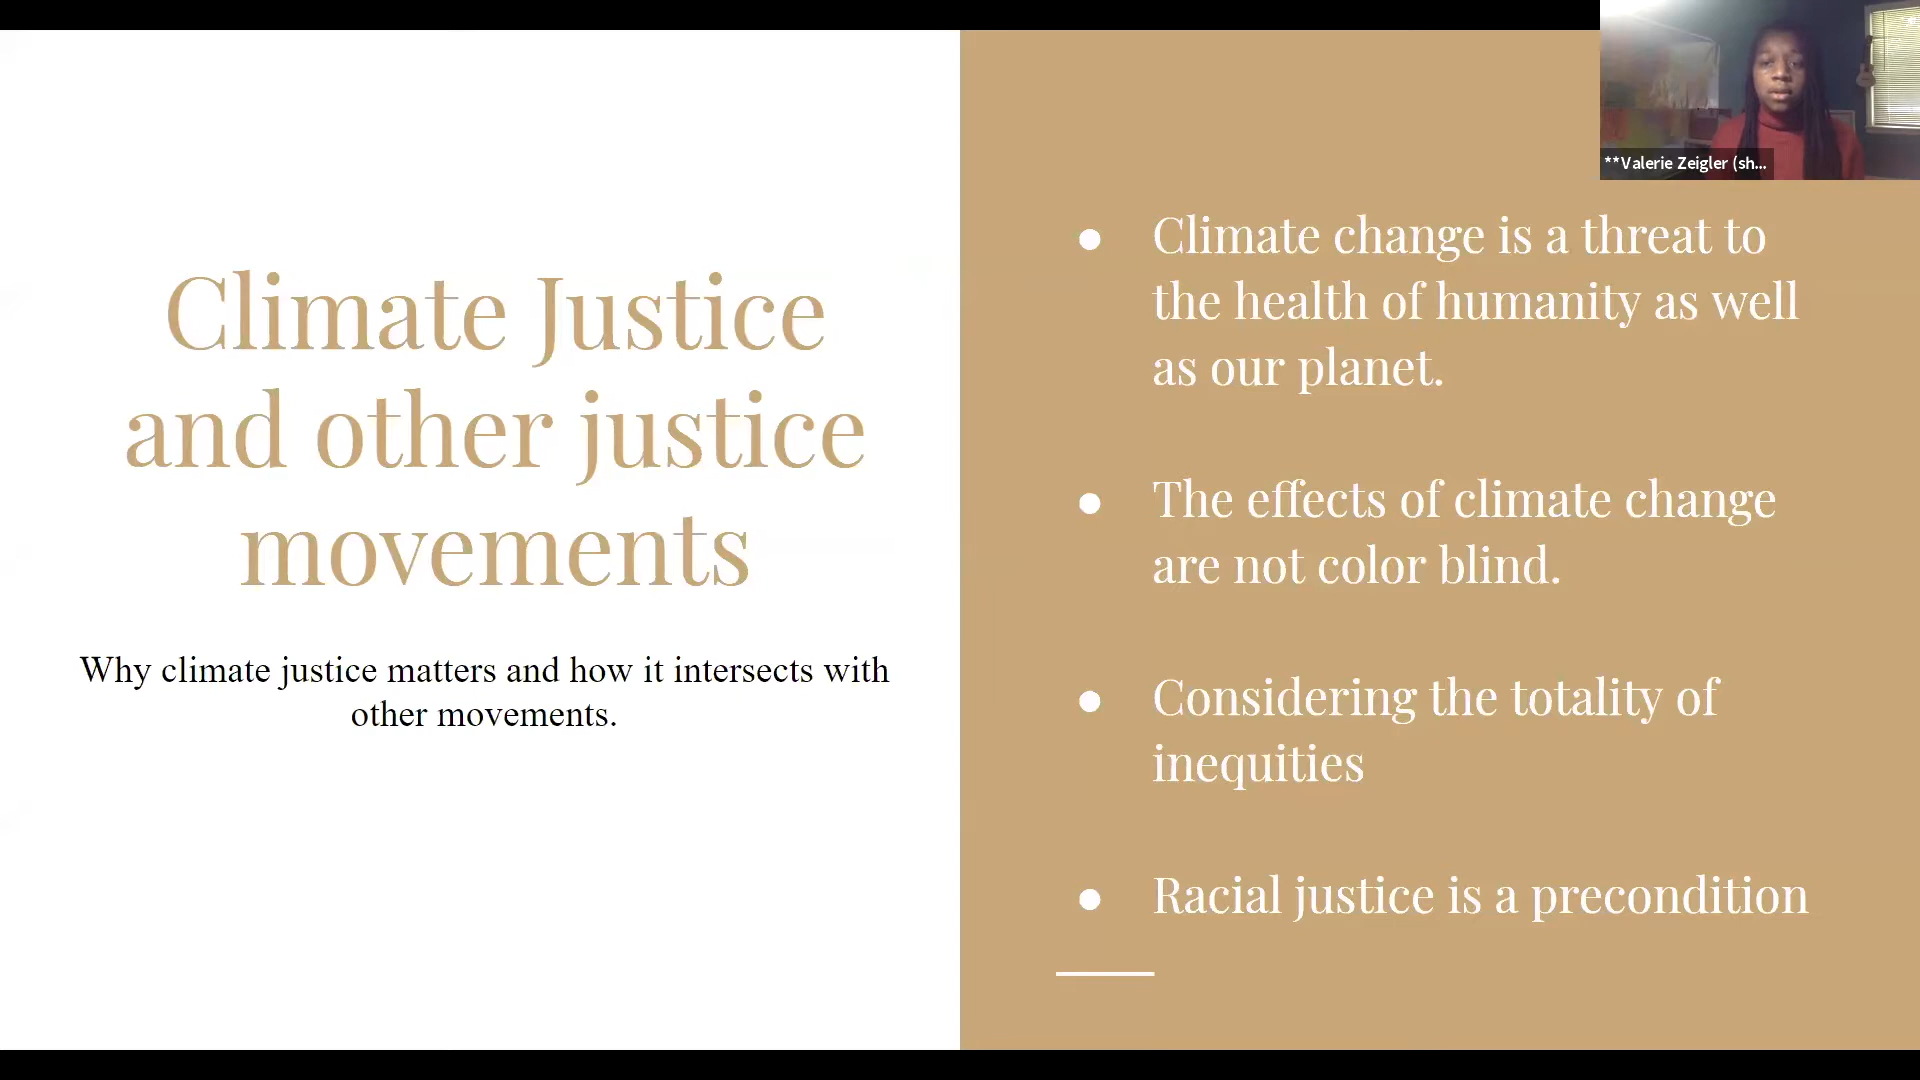 Climate Justice
and other justice
movements
Why climate justice matters and how it intersects with
other movements.
**Valerie Zeigler (sh...
● Climate change is a threat to
the health of humanity as well
as our planet.
● The effects of climate change
are not color blind.
● Considering the totality of
inequities
● Racial justice is a precondition